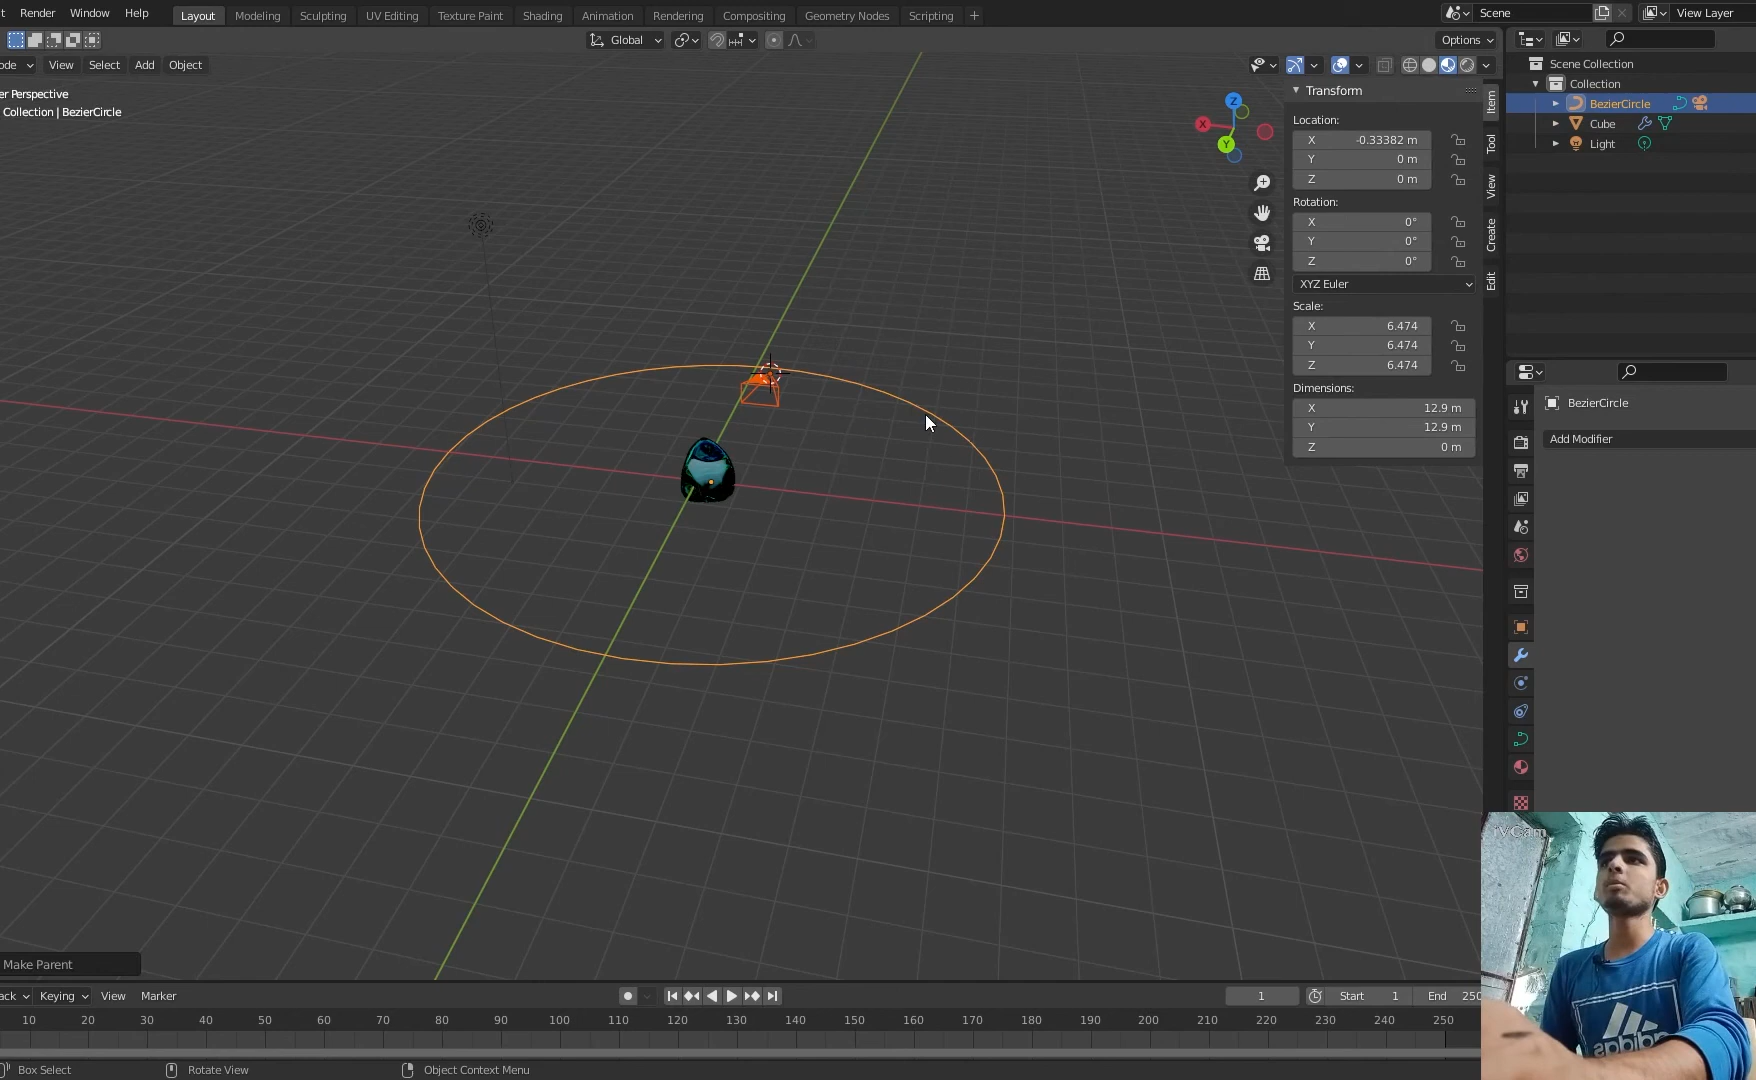 t Render Window Help Layout Modeling Sculpting UV Editing Texture Paint Shading Animation Rendering Compositing Geometry Nodes Scripting + Scene View Layer
Global Options
ode View Select Add Object
er Perspective
Collection | BezierCircle
Z
X
Y
Transform
Location:
X -0.33382 m
Y 0 m
Z 0 m
Rotation:
X 0°
Y 0°
Z 0°
XYZ Euler
Scale:
X 6.474
Y 6.474
Z 6.474
Dimensions:
X 12.9 m
Y 12.9 m
Z 0 m
Item
Tool
View
Create
Edit
Scene Collection
Collection
BezierCircle
Cube
Light
BezierCircle
Add Modifier
iVCam
adidas
Make Parent
ack Keying View Marker 1 Start 1 End 250
10 20 30 40 50 60 70 80 90 100 110 120 130 140 150 160 170 180 190 200 210 220 230 240 250
Box Select Rotate View Object Context Menu